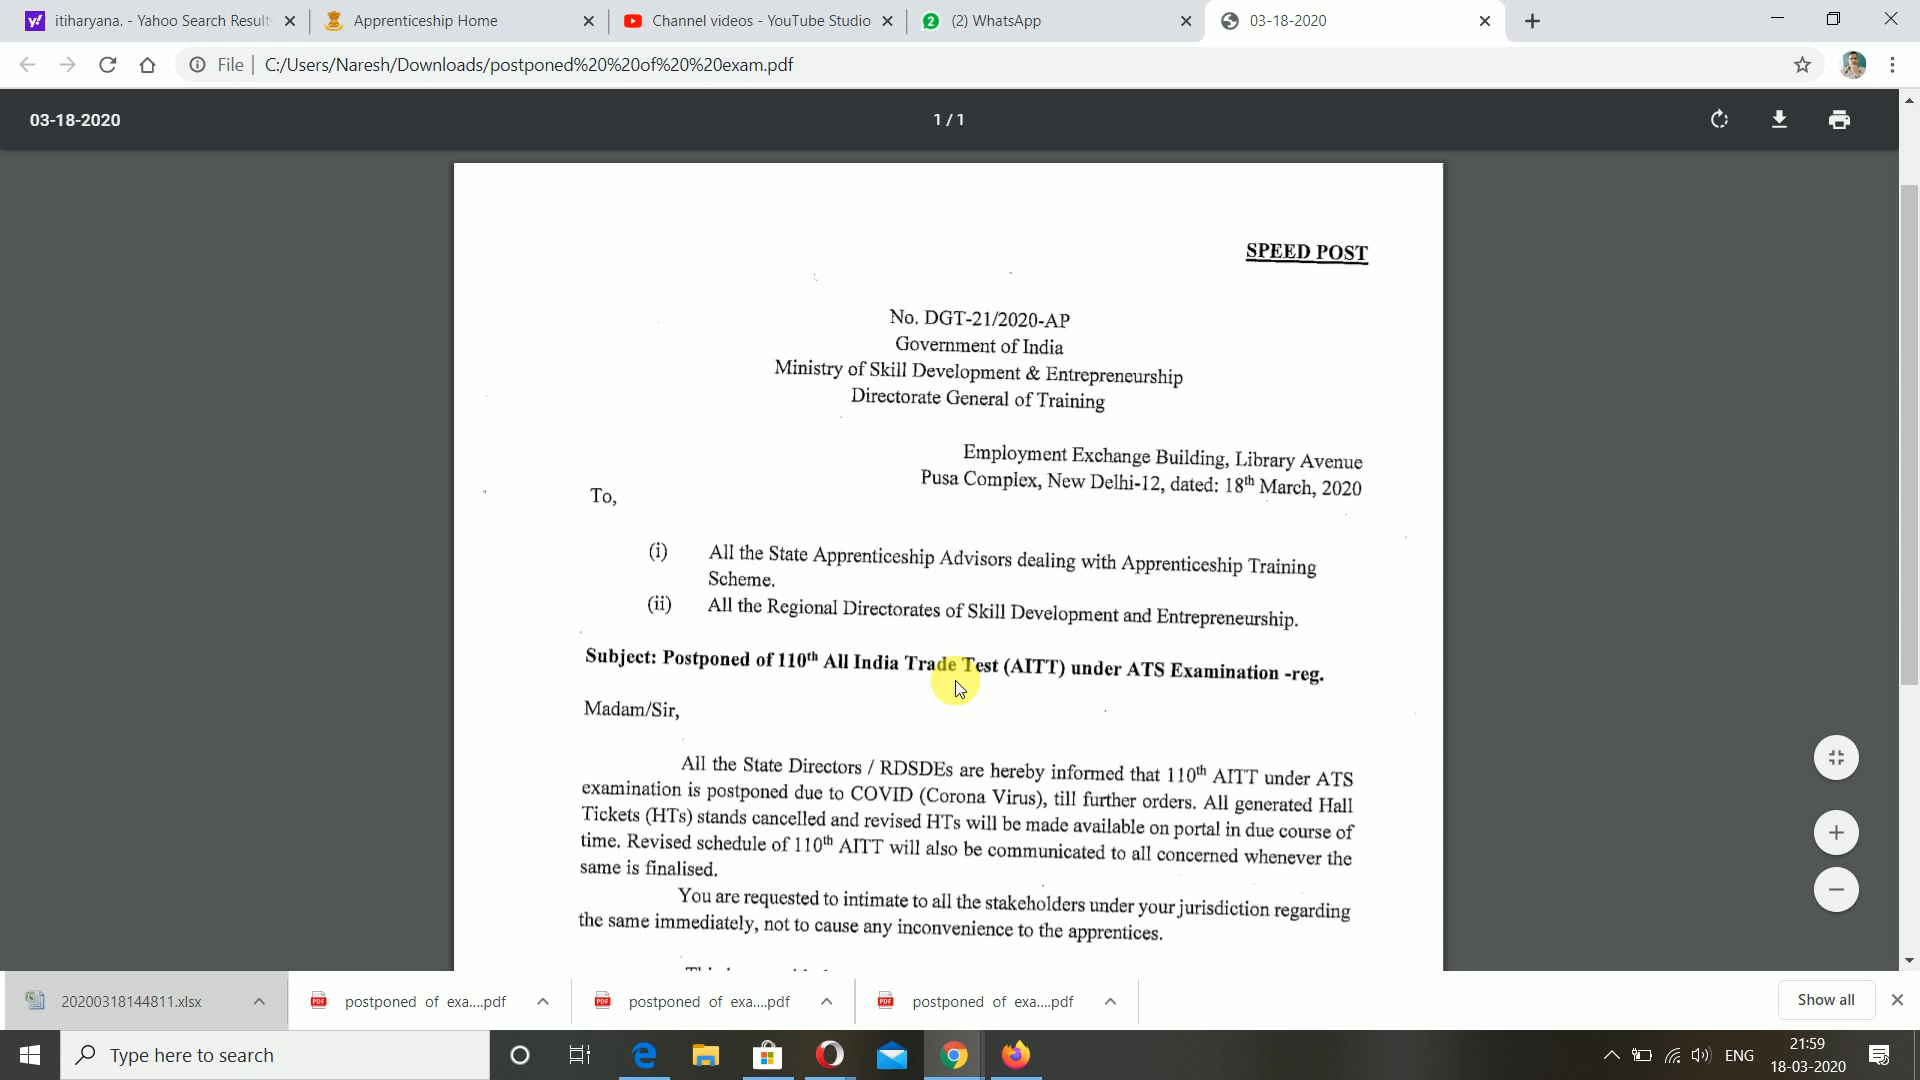 itiharyana. - Yahoo Search Results
Apprenticeship Home
Channel videos - YouTube Studio
2 (2) WhatsApp
03-18-2020
File C:/Users/Naresh/Downloads/postponed%20%20of%20%20exam.pdf
03-18-2020
1 / 1
SPEED POST
No. DGT-21/2020-AP
Government of India
Ministry of Skill Development & Entrepreneurship
Directorate General of Training
Employment Exchange Building, Library Avenue
Pusa Complex, New Delhi-12, dated: 18th March, 2020
To,
(i) All the State Apprenticeship Advisors dealing with Apprenticeship Training
Scheme.
(ii) All the Regional Directorates of Skill Development and Entrepreneurship.
Subject: Postponed of 110th All India Trade Test (AITT) under ATS Examination -reg.
Madam/Sir,
All the State Directors / RDSDEs are hereby informed that 110th AITT under ATS
examination is postponed due to COVID (Corona Virus), till further orders. All generated Hall
Tickets (HTs) stands cancelled and revised HTs will be made available on portal in due course of
time. Revised schedule of 110th AITT will also be communicated to all concerned whenever the
same is finalised.
You are requested to intimate to all the stakeholders under your jurisdiction regarding
the same immediately, not to cause any inconvenience to the apprentices.
20200318144811.xlsx
postponed of exa....pdf
postponed of exa....pdf
postponed of exa....pdf
Show all
Type here to search
ENG
21:59
18-03-2020